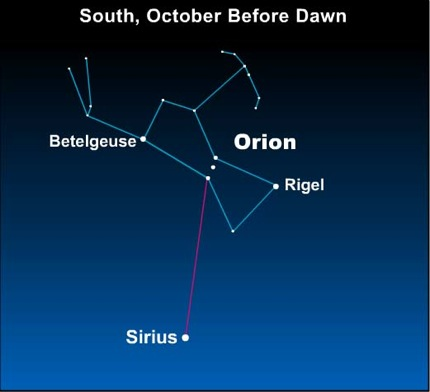 South, October Before Dawn
Betelgeuse
Orion
Rigel
Sirius